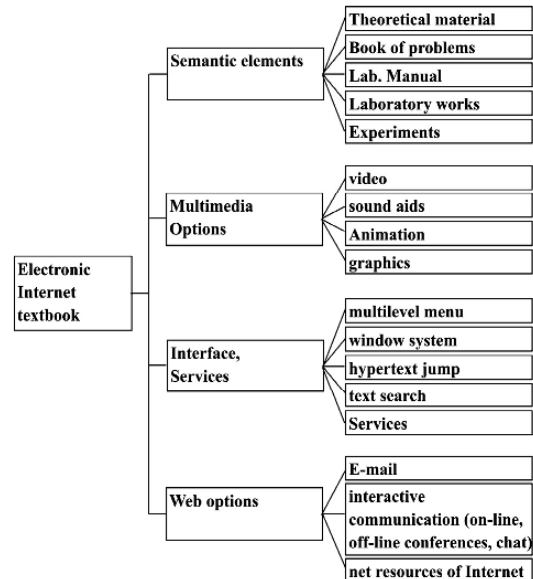 Theoretical material
Book of problems
Semantic elements
Lab. Manual
Laboratory works
Experiments
video
Multimedia
Options
sound aids
Animation
graphics
Electronic
Internet
textbook
multilevel menu
window system
Interface,
Services
hypertext jump
text search
Services
E-mail
Web options
interactive
communication (on-line,
off-line conferences, chat)
net resources of Internet